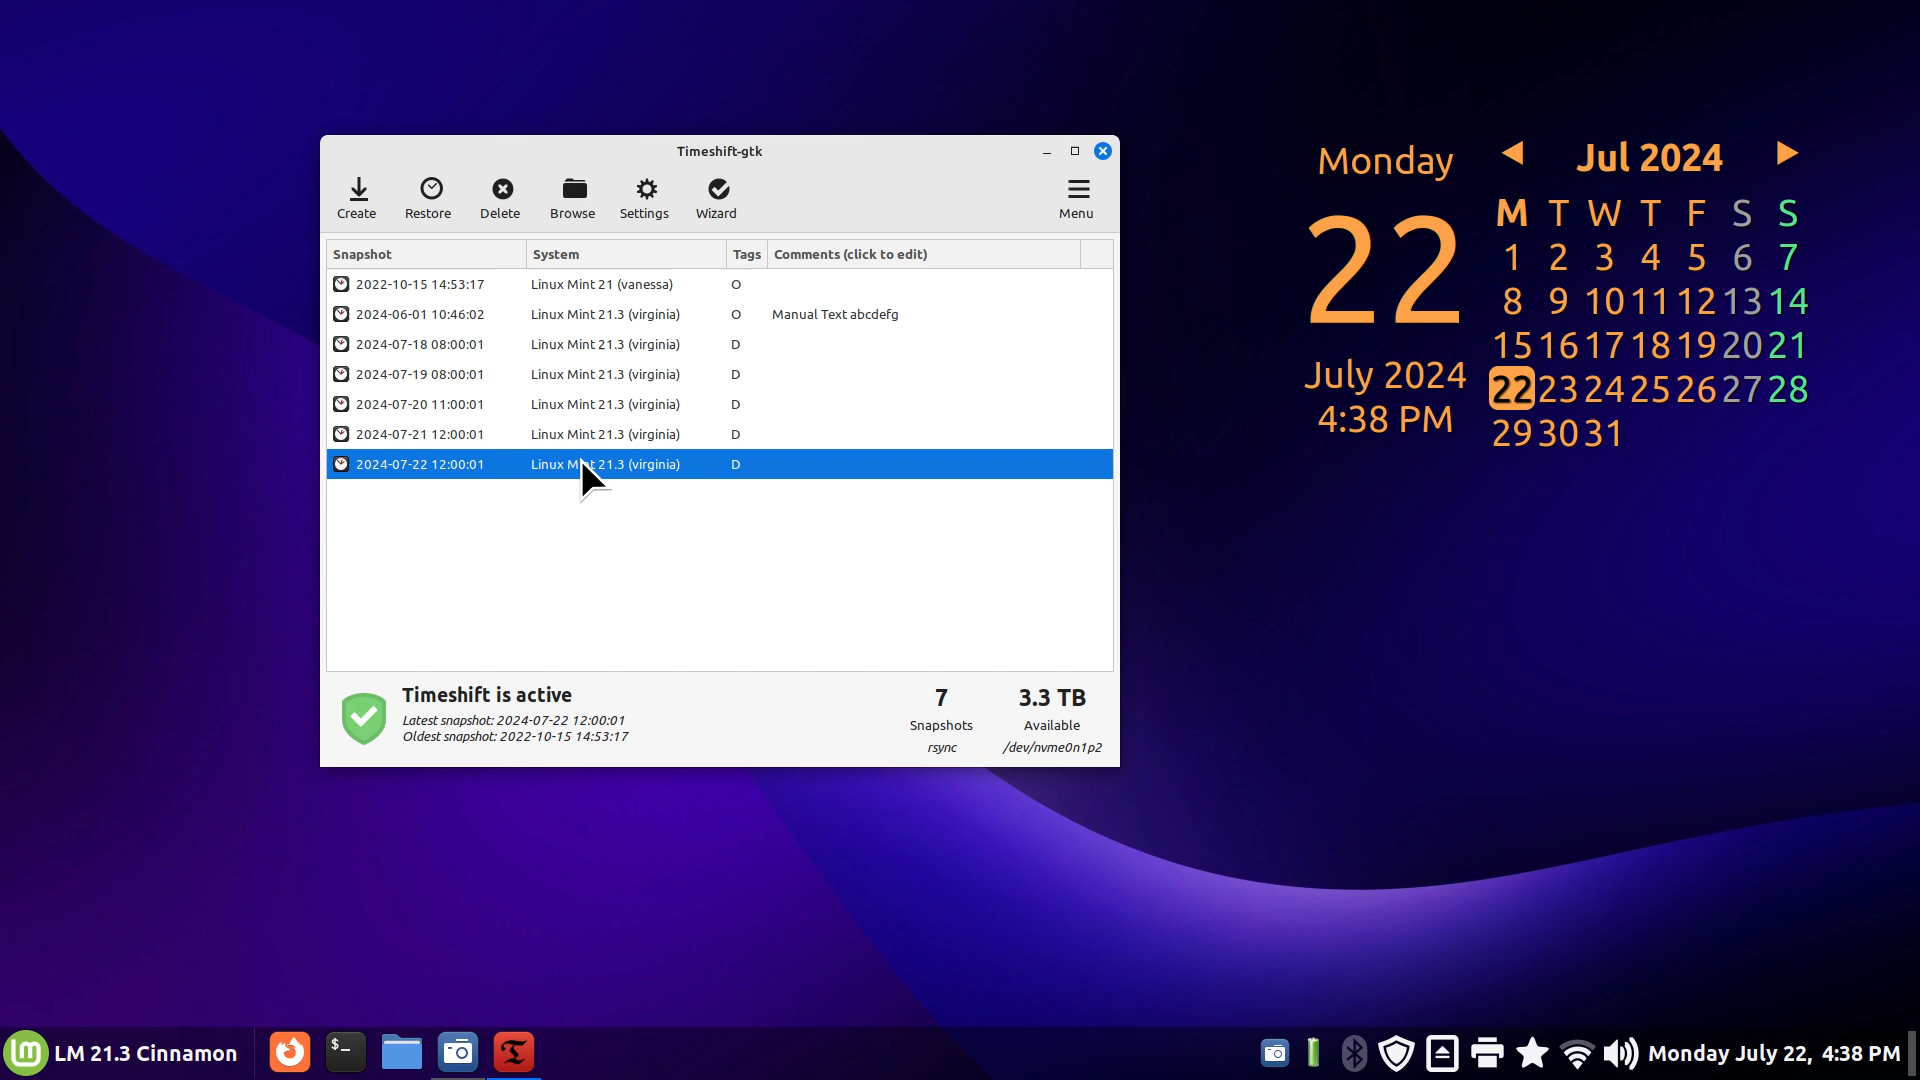 Timeshift-gtk
Create Restore Delete Browse Settings Wizard Menu
Snapshot System Tags Comments (click to edit)
2022-10-15 14:53:17 Linux Mint 21 (vanessa) O
2024-06-01 10:46:02 Linux Mint 21.3 (virginia) O Manual Text abcdefg
2024-07-18 08:00:01 Linux Mint 21.3 (virginia) D
2024-07-19 08:00:01 Linux Mint 21.3 (virginia) D
2024-07-20 11:00:01 Linux Mint 21.3 (virginia) D
2024-07-21 12:00:01 Linux Mint 21.3 (virginia) D
2024-07-22 12:00:01 Linux Mint 21.3 (virginia) D
Timeshift is active
Latest snapshot: 2024-07-22 12:00:01
Oldest snapshot: 2022-10-15 14:53:17
7
Snapshots
rsync
3.3 TB
Available
/dev/nvme0n1p2
Monday
22
July 2024
4:38 PM
Jul 2024
M T W T F S S
1 2 3 4 5 6 7
8 9 10 11 12 13 14
15 16 17 18 19 20 21
22 23 24 25 26 27 28
29 30 31
LM 21.3 Cinnamon
$_
Monday July 22, 4:38 PM